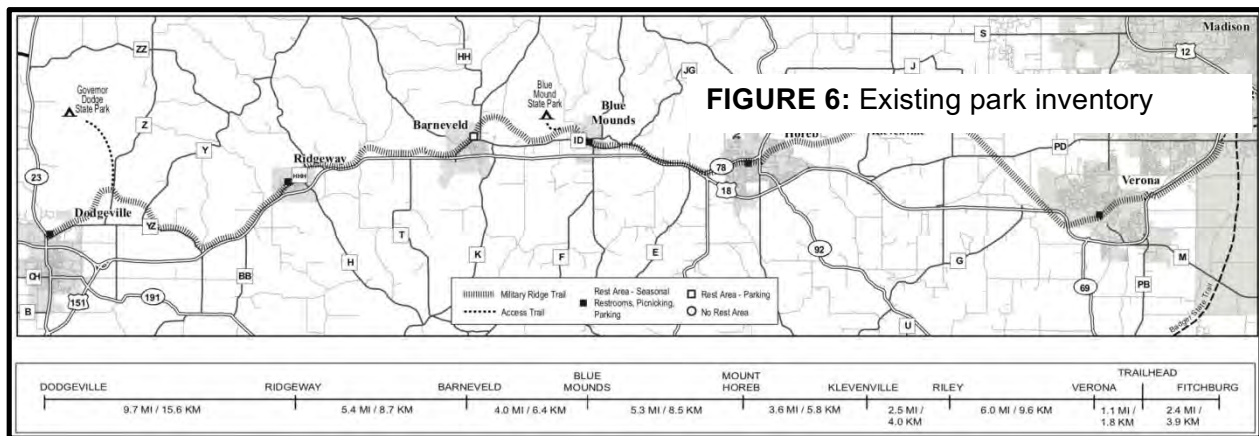 FIGURE 6: Existing park inventory
Madison
S
12
ZZ
HH
JG
J
Governor
Dodge
State Park
Blue
Mound
State Park
Blue
Mounds
Z
Y
Barneveld
ID
Horeb
PD
Ridgeway
HHH
78
18
23
Verona
Dodgeville
YZ
T
K
F
E
92
G
M
H
BB
CH
151
191
B
69
PB
U
Badger State Trail
Military Ridge Trail
Access Trail
Rest Area - Seasonal
Restrooms, Picnicking,
Parking
Rest Area - Parking
No Rest Area
DODGEVILLE
RIDGEWAY
BARNEVELD
BLUE
MOUNDS
MOUNT
HOREB
KLEVENVILLE
RILEY
VERONA
TRAILHEAD
FITCHBURG
9.7 MI / 15.6 KM
5.4 MI / 8.7 KM
4.0 MI / 6.4 KM
5.3 MI / 8.5 KM
3.6 MI / 5.8 KM
2.5 MI /
4.0 KM
6.0 MI / 9.6 KM
1.1 MI /
1.8 KM
2.4 MI /
3.9 KM